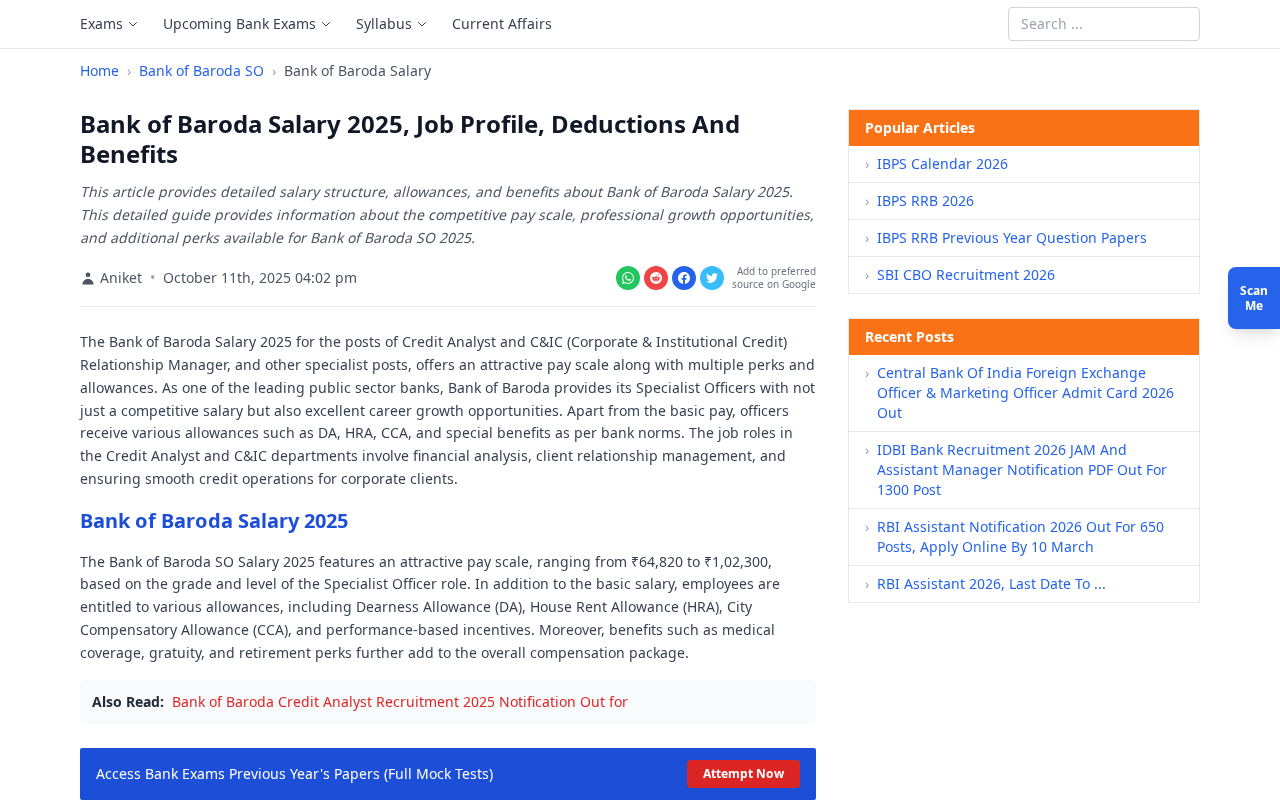 Exams Upcoming Bank Exams Syllabus Current Affairs Search ...
Home › Bank of Baroda SO › Bank of Baroda Salary
Bank of Baroda Salary 2025, Job Profile, Deductions And
Benefits
This article provides detailed salary structure, allowances, and benefits about Bank of Baroda Salary 2025.
This detailed guide provides information about the competitive pay scale, professional growth opportunities,
and additional perks available for Bank of Baroda SO 2025.
Aniket • October 11th, 2025 04:02 pm
Add to preferred
source on Google
The Bank of Baroda Salary 2025 for the posts of Credit Analyst and C&IC (Corporate & Institutional Credit)
Relationship Manager, and other specialist posts, offers an attractive pay scale along with multiple perks and
allowances. As one of the leading public sector banks, Bank of Baroda provides its Specialist Officers with not
just a competitive salary but also excellent career growth opportunities. Apart from the basic pay, officers
receive various allowances such as DA, HRA, CCA, and special benefits as per bank norms. The job roles in
the Credit Analyst and C&IC departments involve financial analysis, client relationship management, and
ensuring smooth credit operations for corporate clients.
Bank of Baroda Salary 2025
The Bank of Baroda SO Salary 2025 features an attractive pay scale, ranging from ₹64,820 to ₹1,02,300,
based on the grade and level of the Specialist Officer role. In addition to the basic salary, employees are
entitled to various allowances, including Dearness Allowance (DA), House Rent Allowance (HRA), City
Compensatory Allowance (CCA), and performance-based incentives. Moreover, benefits such as medical
coverage, gratuity, and retirement perks further add to the overall compensation package.
Also Read: Bank of Baroda Credit Analyst Recruitment 2025 Notification Out for
Access Bank Exams Previous Year's Papers (Full Mock Tests) Attempt Now
Popular Articles
› IBPS Calendar 2026
› IBPS RRB 2026
› IBPS RRB Previous Year Question Papers
› SBI CBO Recruitment 2026
Recent Posts
› Central Bank Of India Foreign Exchange
Officer & Marketing Officer Admit Card 2026
Out
› IDBI Bank Recruitment 2026 JAM And
Assistant Manager Notification PDF Out For
1300 Post
› RBI Assistant Notification 2026 Out For 650
Posts, Apply Online By 10 March
› RBI Assistant 2026, Last Date To ...
Scan
Me